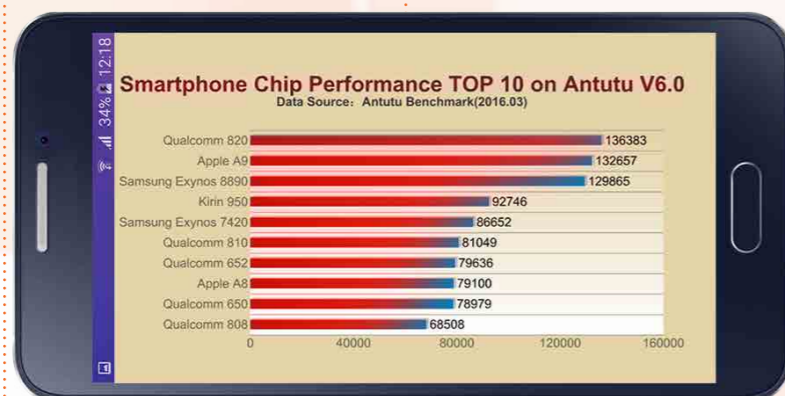 34% 12:18
Smartphone Chip Performance TOP 10 on Antutu V6.0
Data Source： Antutu Benchmark(2016.03)
Qualcomm 820 136383
Apple A9 132657
Samsung Exynos 8890 129865
Kirin 950 92746
Samsung Exynos 7420 86652
Qualcomm 810 81049
Qualcomm 652 79636
Apple A8 79100
Qualcomm 650 78979
Qualcomm 808 68508
0 40000 80000 120000 160000